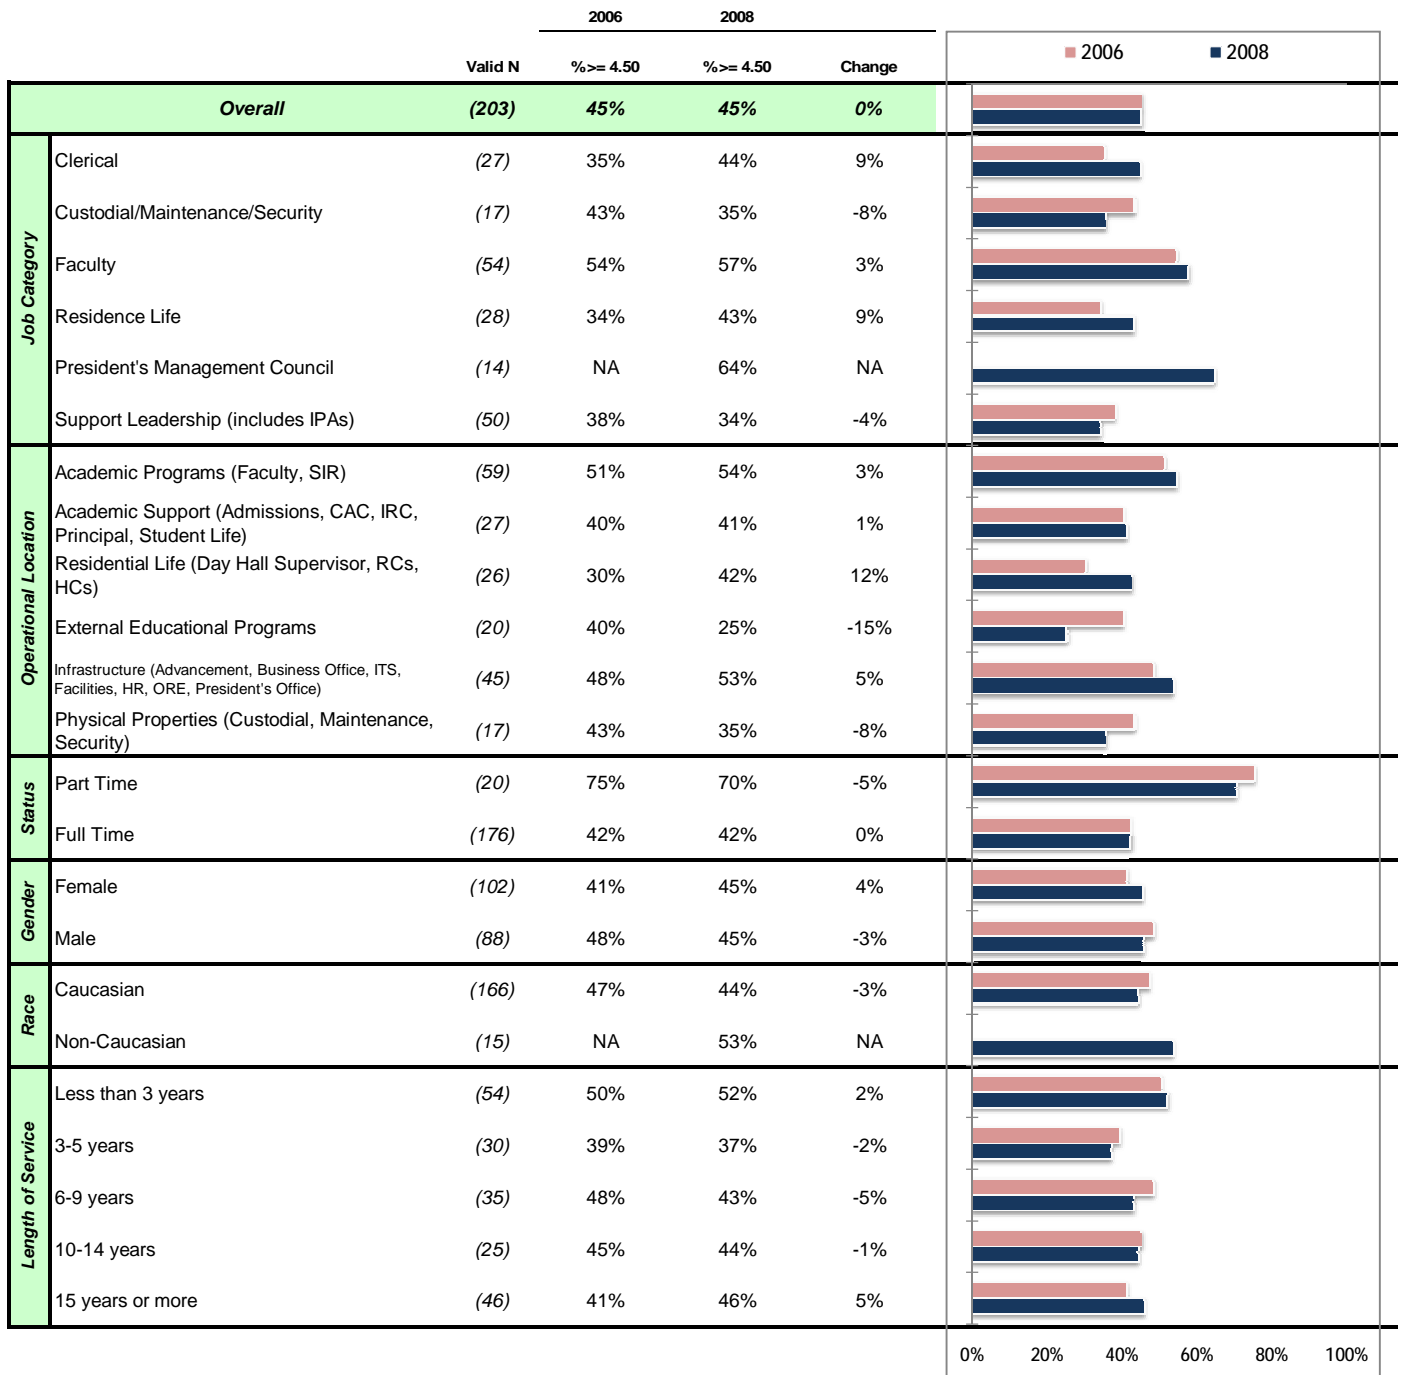 2006 2008
Valid N %>= 4.50 %>= 4.50 Change
2006 2008
Overall (203) 45% 45% 0%
Job Category
Clerical (27) 35% 44% 9%
Custodial/Maintenance/Security (17) 43% 35% -8%
Faculty (54) 54% 57% 3%
Residence Life (28) 34% 43% 9%
President's Management Council (14) NA 64% NA
Support Leadership (includes IPAs) (50) 38% 34% -4%
Operational Location
Academic Programs (Faculty, SIR) (59) 51% 54% 3%
Academic Support (Admissions, CAC, IRC,
Principal, Student Life) (27) 40% 41% 1%
Residential Life (Day Hall Supervisor, RCs,
HCs) (26) 30% 42% 12%
External Educational Programs (20) 40% 25% -15%
Infrastructure (Advancement, Business Office, ITS,
Facilities, HR, ORE, President's Office) (45) 48% 53% 5%
Physical Properties (Custodial, Maintenance,
Security) (17) 43% 35% -8%
Status
Part Time (20) 75% 70% -5%
Full Time (176) 42% 42% 0%
Gender
Female (102) 41% 45% 4%
Male (88) 48% 45% -3%
Race
Caucasian (166) 47% 44% -3%
Non-Caucasian (15) NA 53% NA
Length of Service
Less than 3 years (54) 50% 52% 2%
3-5 years (30) 39% 37% -2%
6-9 years (35) 48% 43% -5%
10-14 years (25) 45% 44% -1%
15 years or more (46) 41% 46% 5%
0% 20% 40% 60% 80% 100%